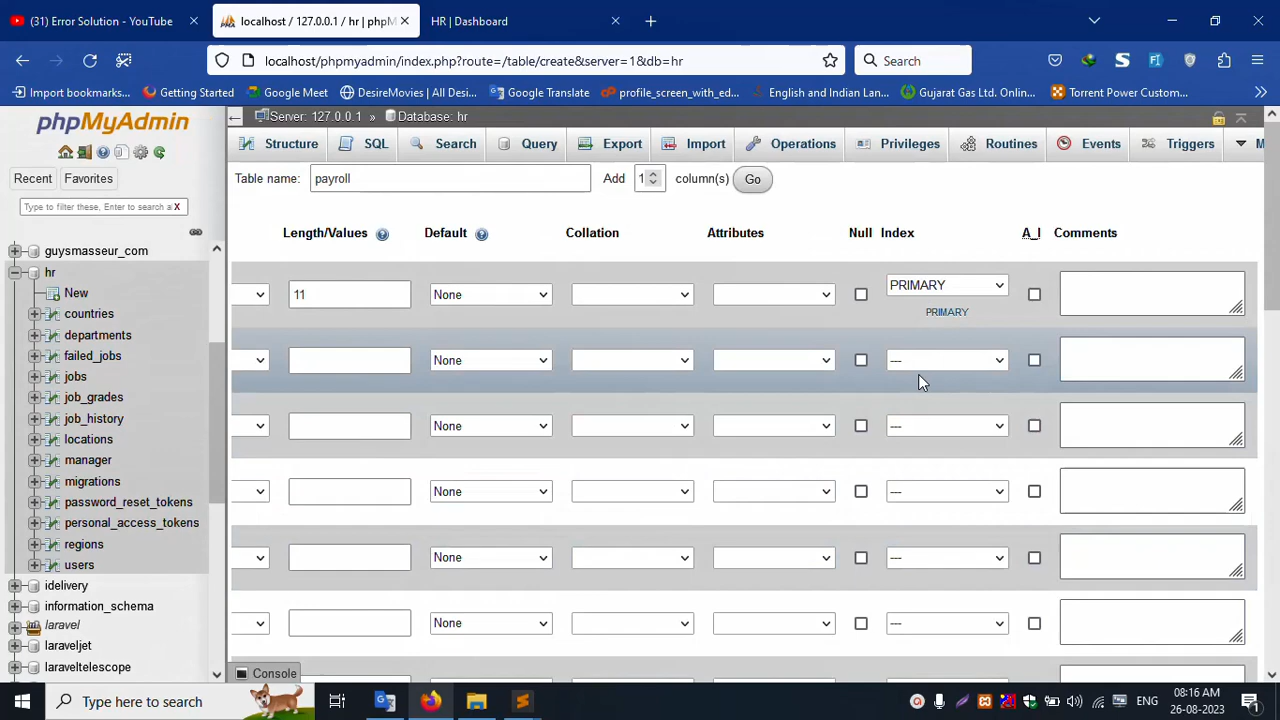 (31) Error Solution - YouTube
localhost / 127.0.0.1 / hr | phpM
HR | Dashboard
localhost/phpmyadmin/index.php?route=/table/create&server=1&db=hr
Search
Import bookmarks...
Getting Started
Google Meet
DesireMovies | All Desi...
Google Translate
profile_screen_with_ed...
English and Indian Lan...
Gujarat Gas Ltd. Onlin...
Torrent Power Custom...
phpMyAdmin
Recent
Favorites
Type to filter these, Enter to search al X
guysmasseur_com
hr
New
countries
departments
failed_jobs
jobs
job_grades
job_history
locations
manager
migrations
password_reset_tokens
personal_access_tokens
regions
users
idelivery
information_schema
laravel
laraveljet
laraveltelescope
Server: 127.0.0.1 » Database: hr
Structure SQL Search Query Export Import Operations Privileges Routines Events Triggers M
Table name: payroll Add 1 column(s) Go
Length/Values Default Collation Attributes Null Index A_I Comments
11 None PRIMARY
PRIMARY
None ---
None ---
None ---
None ---
None ---
Console
Type here to search
ENG
08:16 AM
26-08-2023